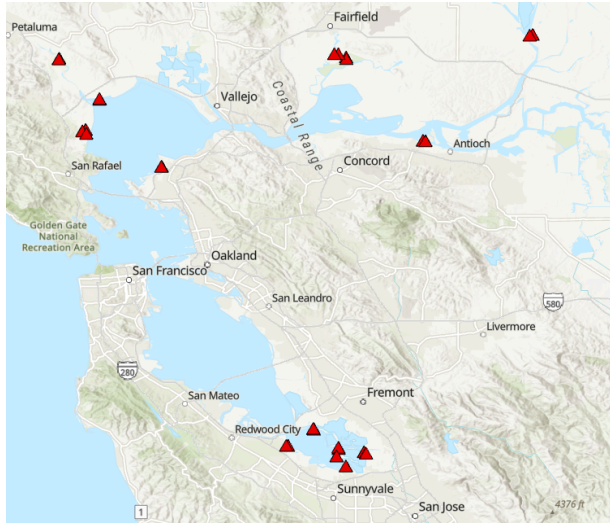 Fairfield
Petaluma
Vallejo
Coastal Range
Antioch
Concord
San Rafael
Golden Gate
National
Recreation Area
Oakland
San Francisco
San Leandro
580
Livermore
280
Fremont
San Mateo
Redwood City
Sunnyvale
4376 ft
San Jose
1